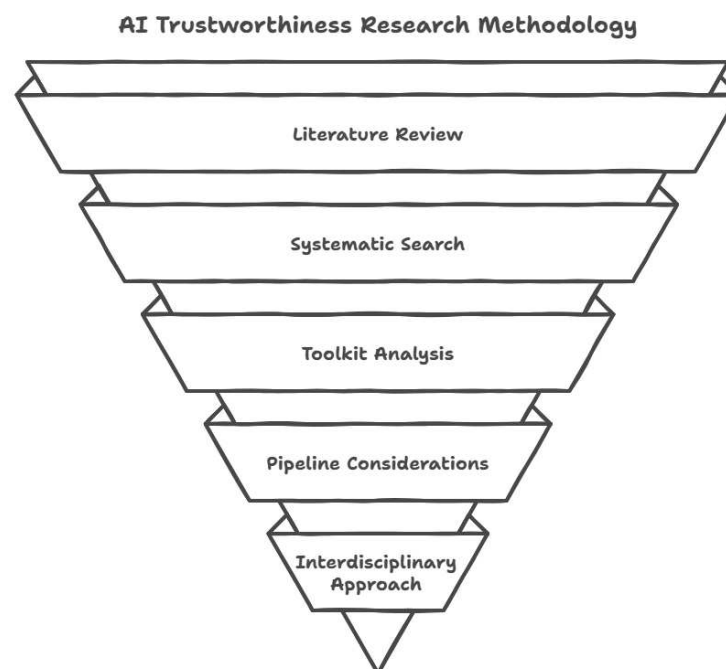 AI Trustworthiness Research Methodology
Literature Review
Systematic Search
Toolkit Analysis
Pipeline Considerations
Interdisciplinary
Approach